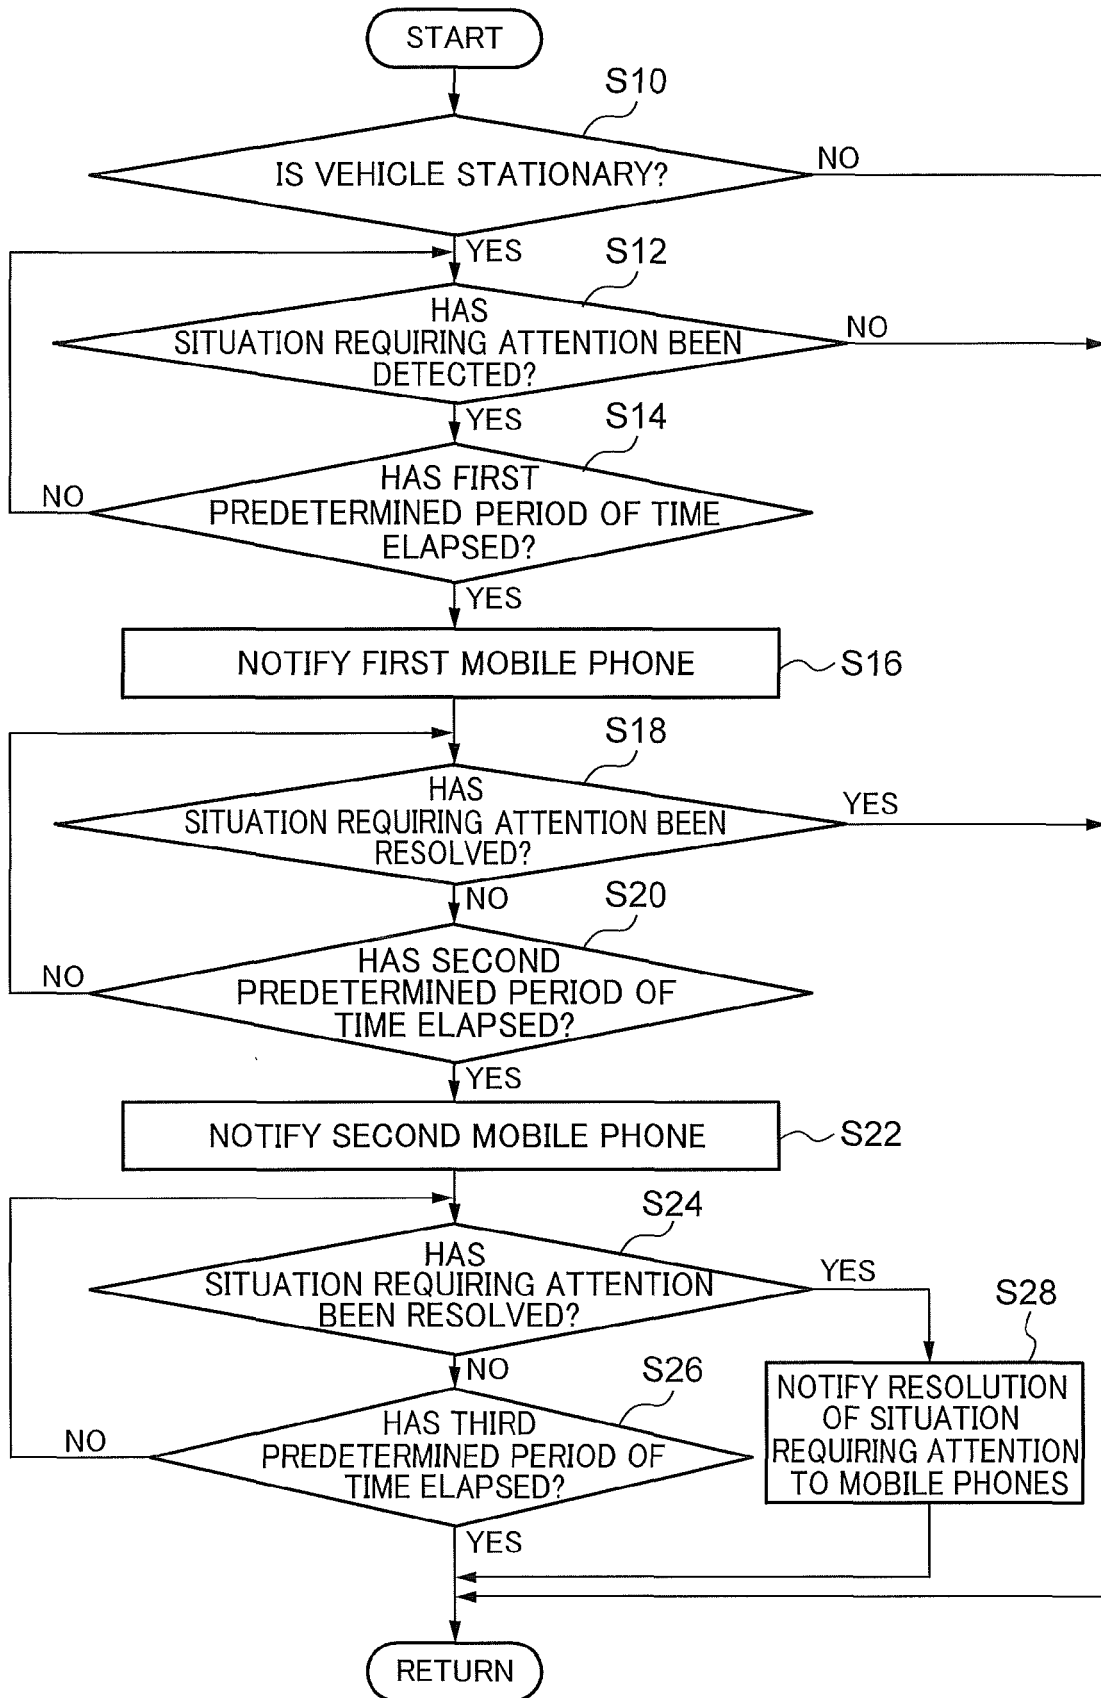 START
S10
IS VEHICLE STATIONARY?
NO
YES
S12
HAS
SITUATION REQUIRING ATTENTION BEEN
DETECTED?
NO
YES
S14
HAS FIRST
PREDETERMINED PERIOD OF TIME
ELAPSED?
NO
YES
NOTIFY FIRST MOBILE PHONE
S16
S18
HAS
SITUATION REQUIRING ATTENTION BEEN
RESOLVED?
YES
NO
S20
HAS SECOND
PREDETERMINED PERIOD OF
TIME ELAPSED?
NO
YES
NOTIFY SECOND MOBILE PHONE
S22
S24
HAS
SITUATION REQUIRING ATTENTION
BEEN RESOLVED?
YES
S28
NOTIFY RESOLUTION
OF SITUATION
REQUIRING ATTENTION
TO MOBILE PHONES
NO
S26
HAS THIRD
PREDETERMINED PERIOD OF
TIME ELAPSED?
NO
YES
RETURN